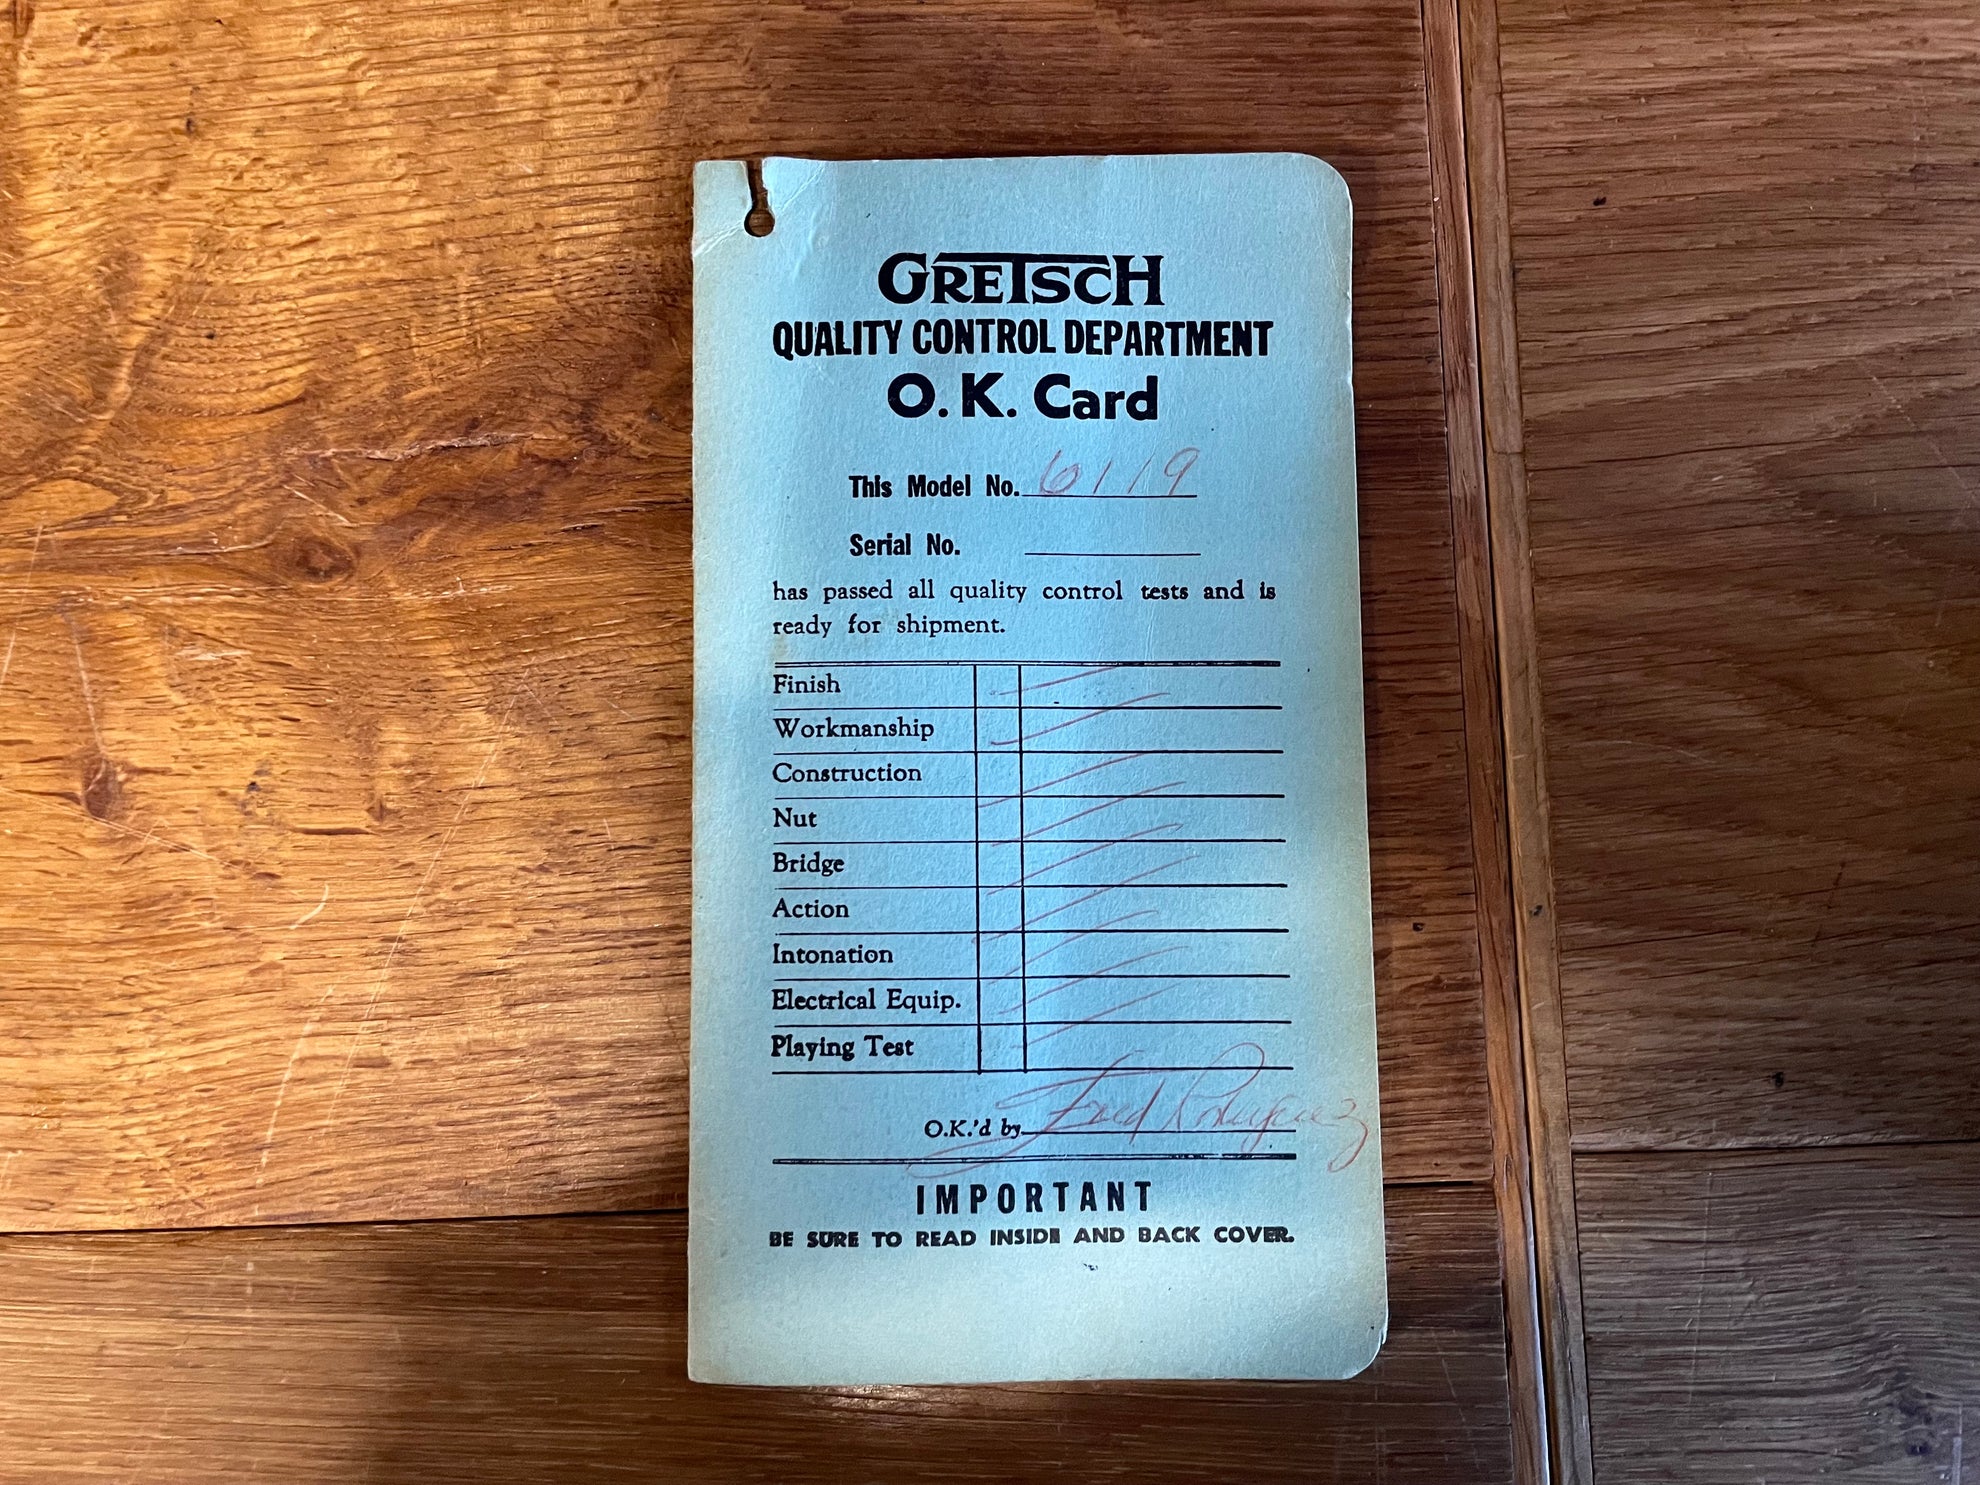 GRETSCH
QUALITY CONTROL DEPARTMENT
O. K. Card
This Model No. 6119
Serial No.
has passed all quality control tests and is
ready for shipment.
Finish
Workmanship
Construction
Nut
Bridge
Action
Intonation
Electrical Equip.
Playing Test
O.K.'d by Fred Rodriguez
IMPORTANT
BE SURE TO READ INSIDE AND BACK COVER.